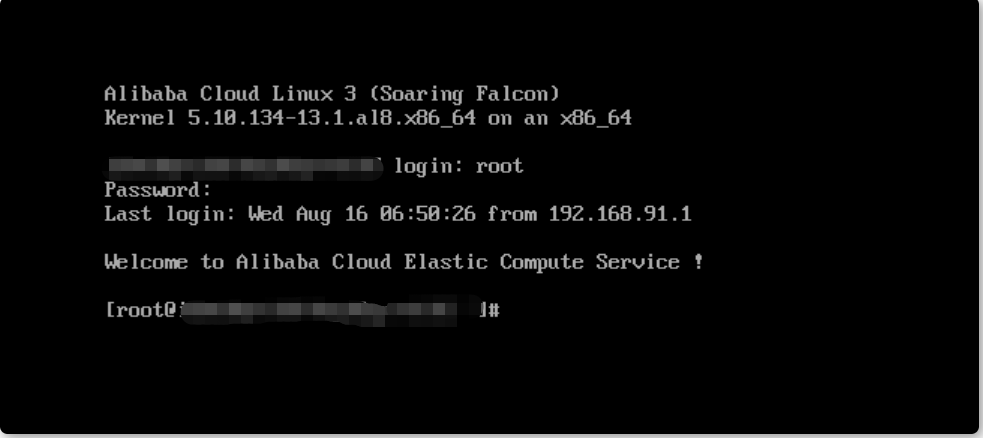 Alibaba Cloud Linux 3 (Soaring Falcon)
Kernel 5.10.134-13.1.al8.x86_64 on an x86_64
login: root
Password:
Last login: Wed Aug 16 06:50:26 from 192.168.91.1
Welcome to Alibaba Cloud Elastic Compute Service !
[root@ ]#